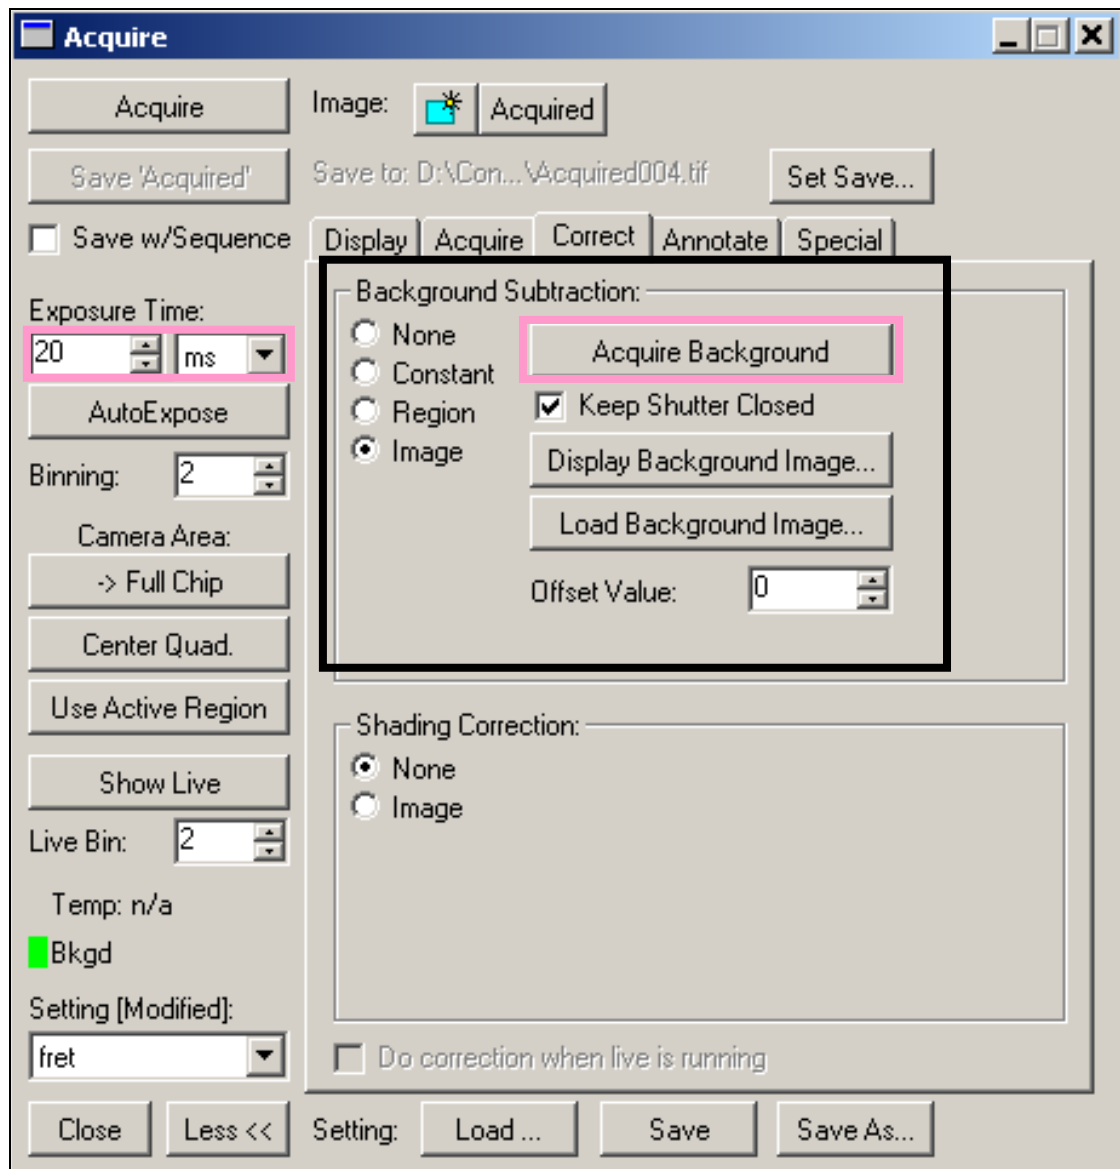 Acquire
Acquire
Image:
Acquired
Save 'Acquired'
Save to: D:\Con...\Acquired004.tif
Set Save...
Save w/Sequence
Display
Acquire
Correct
Annotate
Special
Exposure Time:
20
ms
AutoExpose
Binning:
2
Camera Area:
-> Full Chip
Center Quad.
Use Active Region
Show Live
Live Bin:
2
Temp: n/a
Bkgd
Setting [Modified]:
fret
Close
Less <<
Background Subtraction:
None
Constant
Region
Image
Acquire Background
Keep Shutter Closed
Display Background Image...
Load Background Image...
Offset Value:
0
Shading Correction:
None
Image
Do correction when live is running
Setting:
Load ...
Save
Save As...